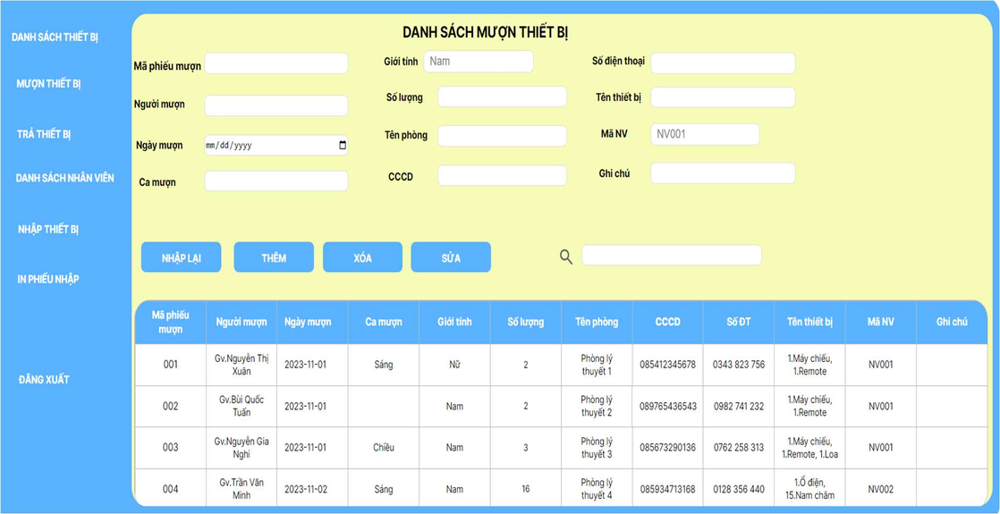 DANH SÁCH THIẾT BỊ
MƯỢN THIẾT BỊ
TRẢ THIẾT BỊ
DANH SÁCH NHÂN VIÊN
NHẬP THIẾT BỊ
IN PHIẾU NHẬP
ĐĂNG XUẤT
DANH SÁCH MƯỢN THIẾT BỊ
Mã phiếu mượn
Giới tính Nam
Số điện thoại
Người mượn
Số lượng
Tên thiết bị
Ngày mượn mm/dd/yyyy
Tên phòng
Mã NV NV001
Ca mượn
CCCD
Ghi chú
NHẬP LẠI THÊM XÓA SỬA
Mã phiếu
mượn
Người mượn
Ngày mượn
Ca mượn
Giới tính
Số lượng
Tên phòng
CCCD
Số ĐT
Tên thiết bị
Mã NV
Ghi chú
001
Gv.Nguyễn Thị
Xuân
2023-11-01
Sáng
Nữ
2
Phòng lý
thuyết 1
085412345678
0343 823 756
1.Máy chiếu,
1.Remote
NV001
002
Gv.Bùi Quốc
Tuấn
2023-11-01
Nam
2
Phòng lý
thuyết 2
089765436543
0982 741 232
1.Máy chiếu,
1.Remote
NV001
003
Gv.Nguyễn Gia
Nghi
2023-11-01
Chiều
Nam
3
Phòng lý
thuyết 3
085673290136
0762 258 313
1.Máy chiếu,
1.Remote, 1.Loa
NV001
004
Gv.Trần Văn
Minh
2023-11-02
Sáng
Nam
16
Phòng lý
thuyết 4
085934713168
0128 356 440
1.Ổ điện,
15.Nam châm
NV002